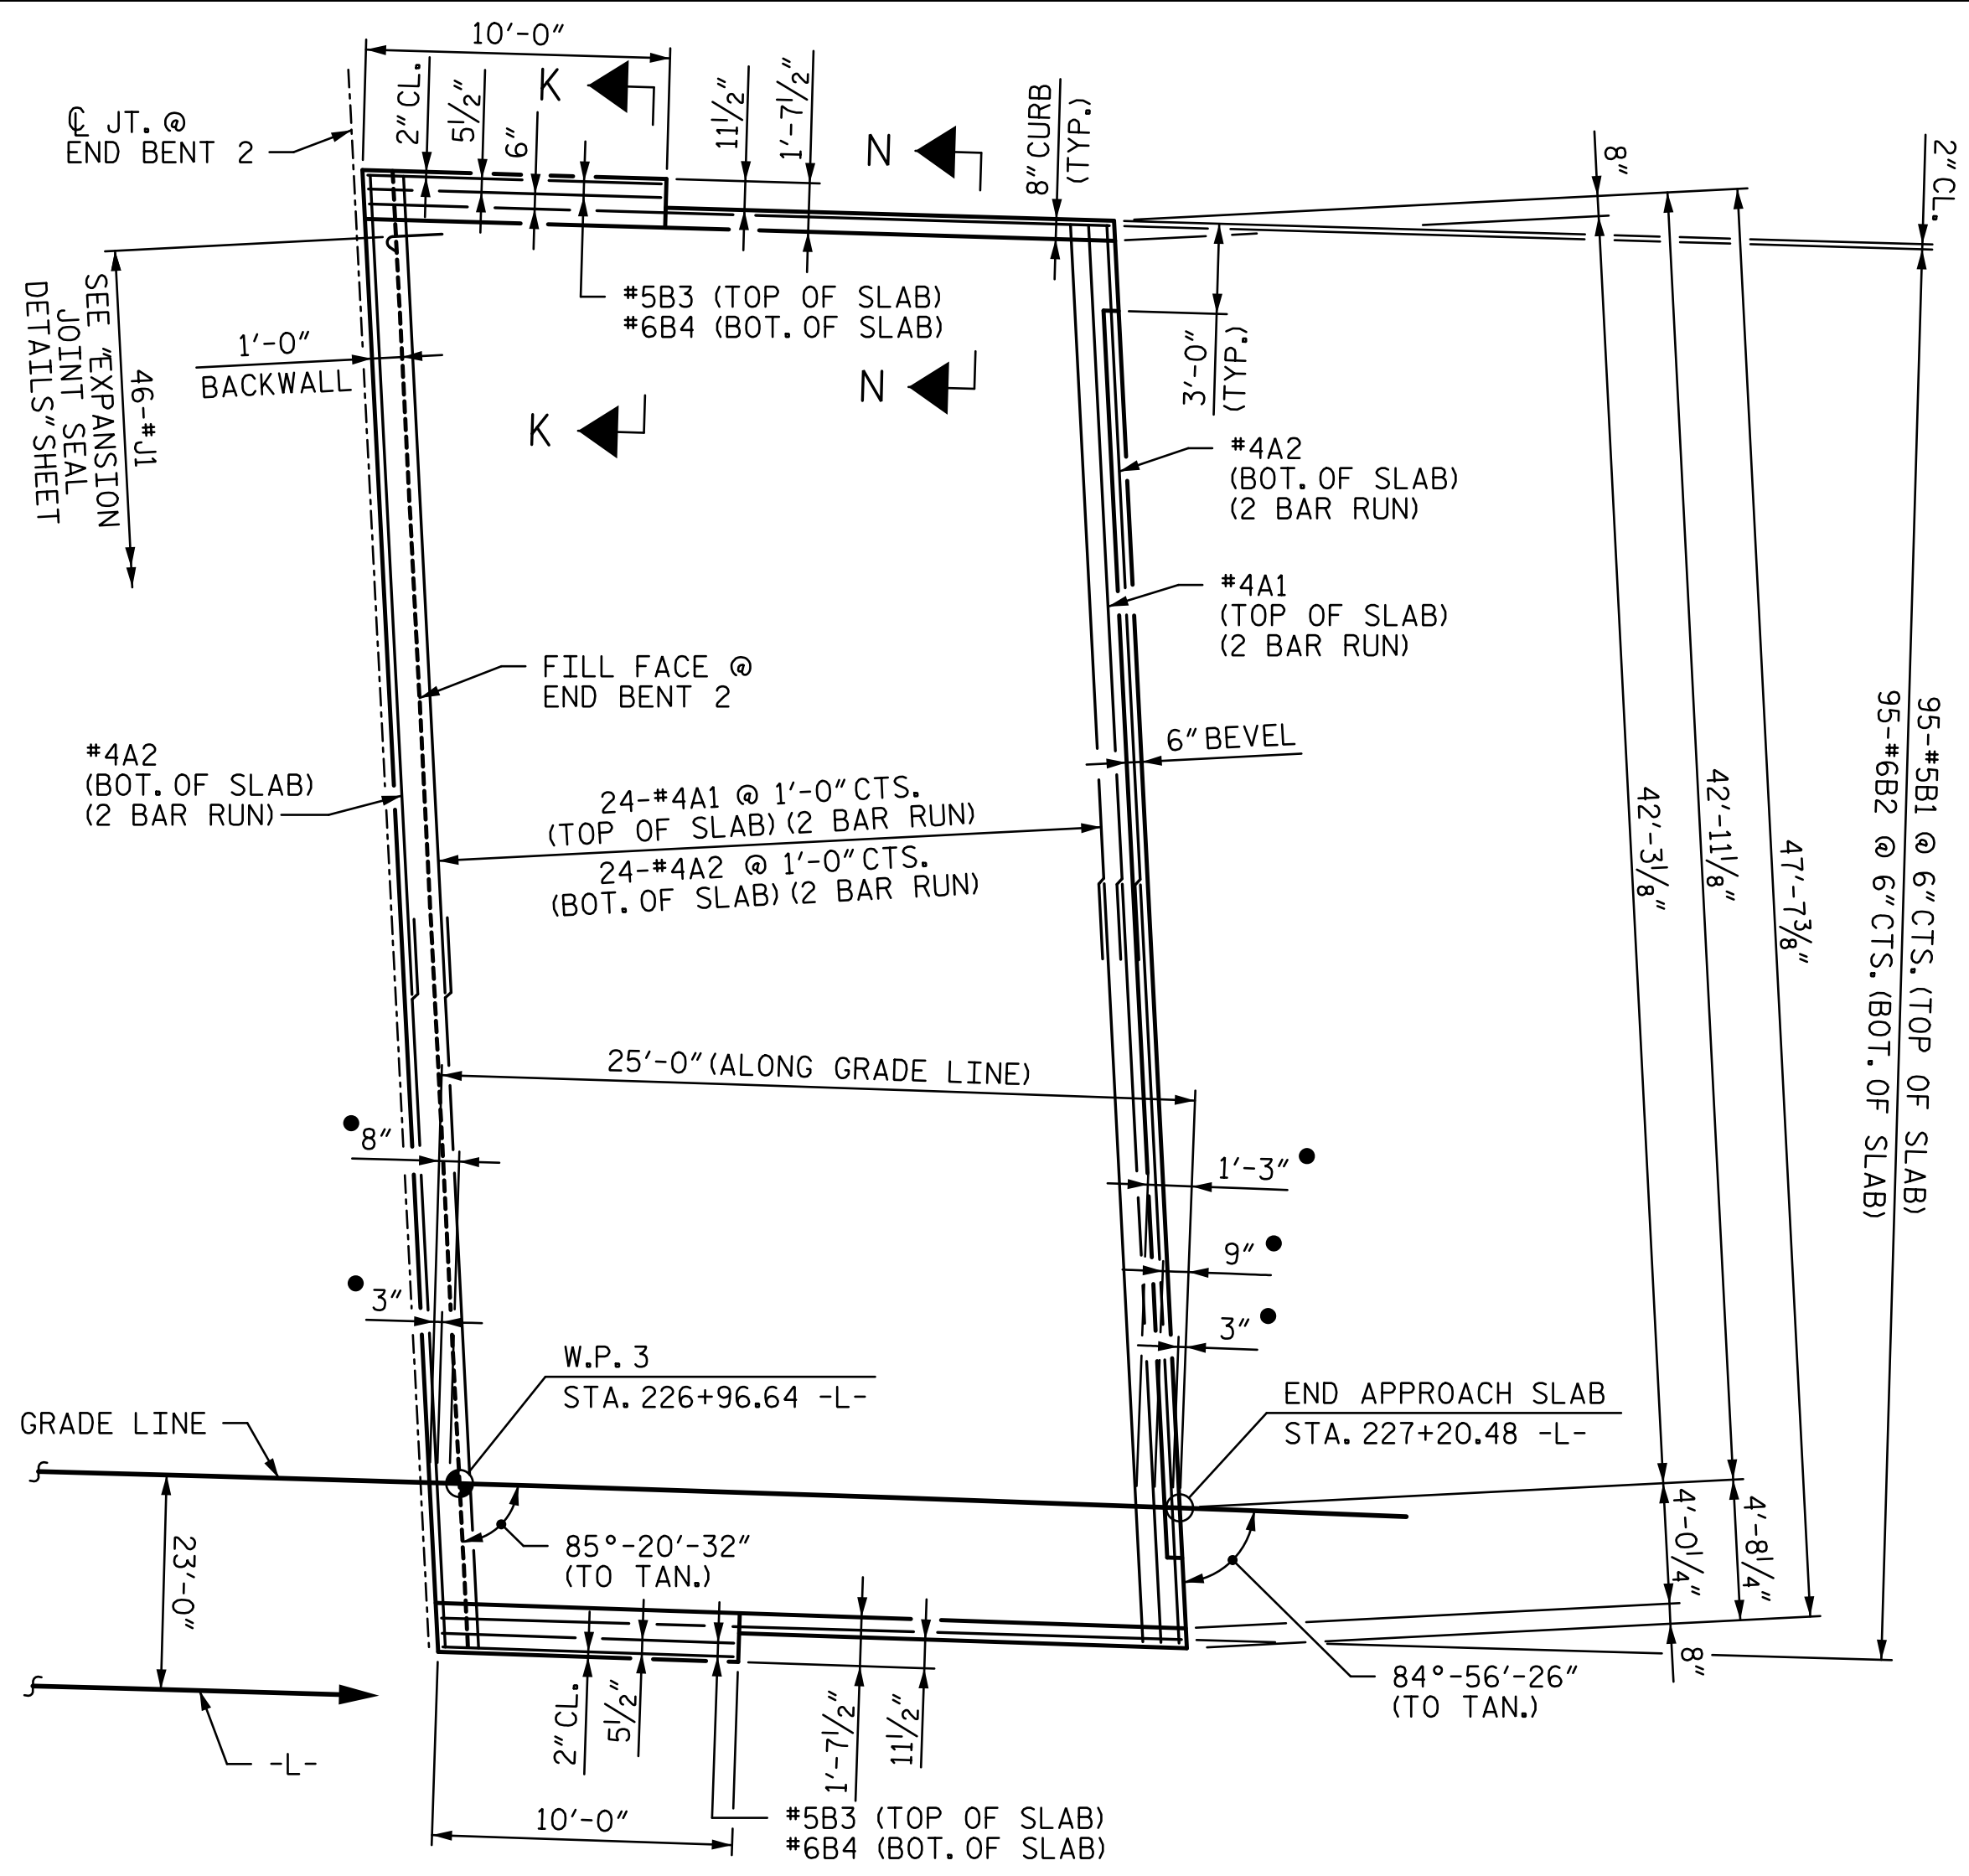 10'-0"
℄ JT. @
END BENT 2
2" CL.
5½"
6"
K
11½"
1'-7½"
N
8" CURB
(TYP.)
8"
2" CL.
#5B3 (TOP OF SLAB)
#6B4 (BOT. OF SLAB)
1'-0"
BACKWALL
SEE "EXPANSION
JOINT SEAL
DETAILS" SHEET
46-#J1
K
N
3'-0"
(TYP.)
#4A2
(BOT. OF SLAB)
(2 BAR RUN)
#4A1
(TOP OF SLAB)
(2 BAR RUN)
FILL FACE @
END BENT 2
6" BEVEL
#4A2
(BOT. OF SLAB)
(2 BAR RUN)
24-#4A1 @ 1'-0" CTS.
(TOP OF SLAB) (2 BAR RUN)
24-#4A2 @ 1'-0" CTS.
(BOT. OF SLAB) (2 BAR RUN)
42'-3⅛"
42'-11⅛"
47'-7⅜"
95-#5B1 @ 6" CTS. (TOP OF SLAB)
95-#6B2 @ 6" CTS. (BOT. OF SLAB)
25'-0" (ALONG GRADE LINE)
● 8"
● 3"
1'-3" ●
9" ●
3" ●
W.P. 3
STA. 226+96.64 -L-
END APPROACH SLAB
STA. 227+20.48 -L-
GRADE LINE
23'-0"
85°-20'-32"
(TO TAN.)
4'-0¼"
4'-8¼"
8"
84°-56'-26"
(TO TAN.)
-L-
2" CL.
5½"
1'-7½"
11½"
10'-0"
#5B3 (TOP OF SLAB)
#6B4 (BOT. OF SLAB)